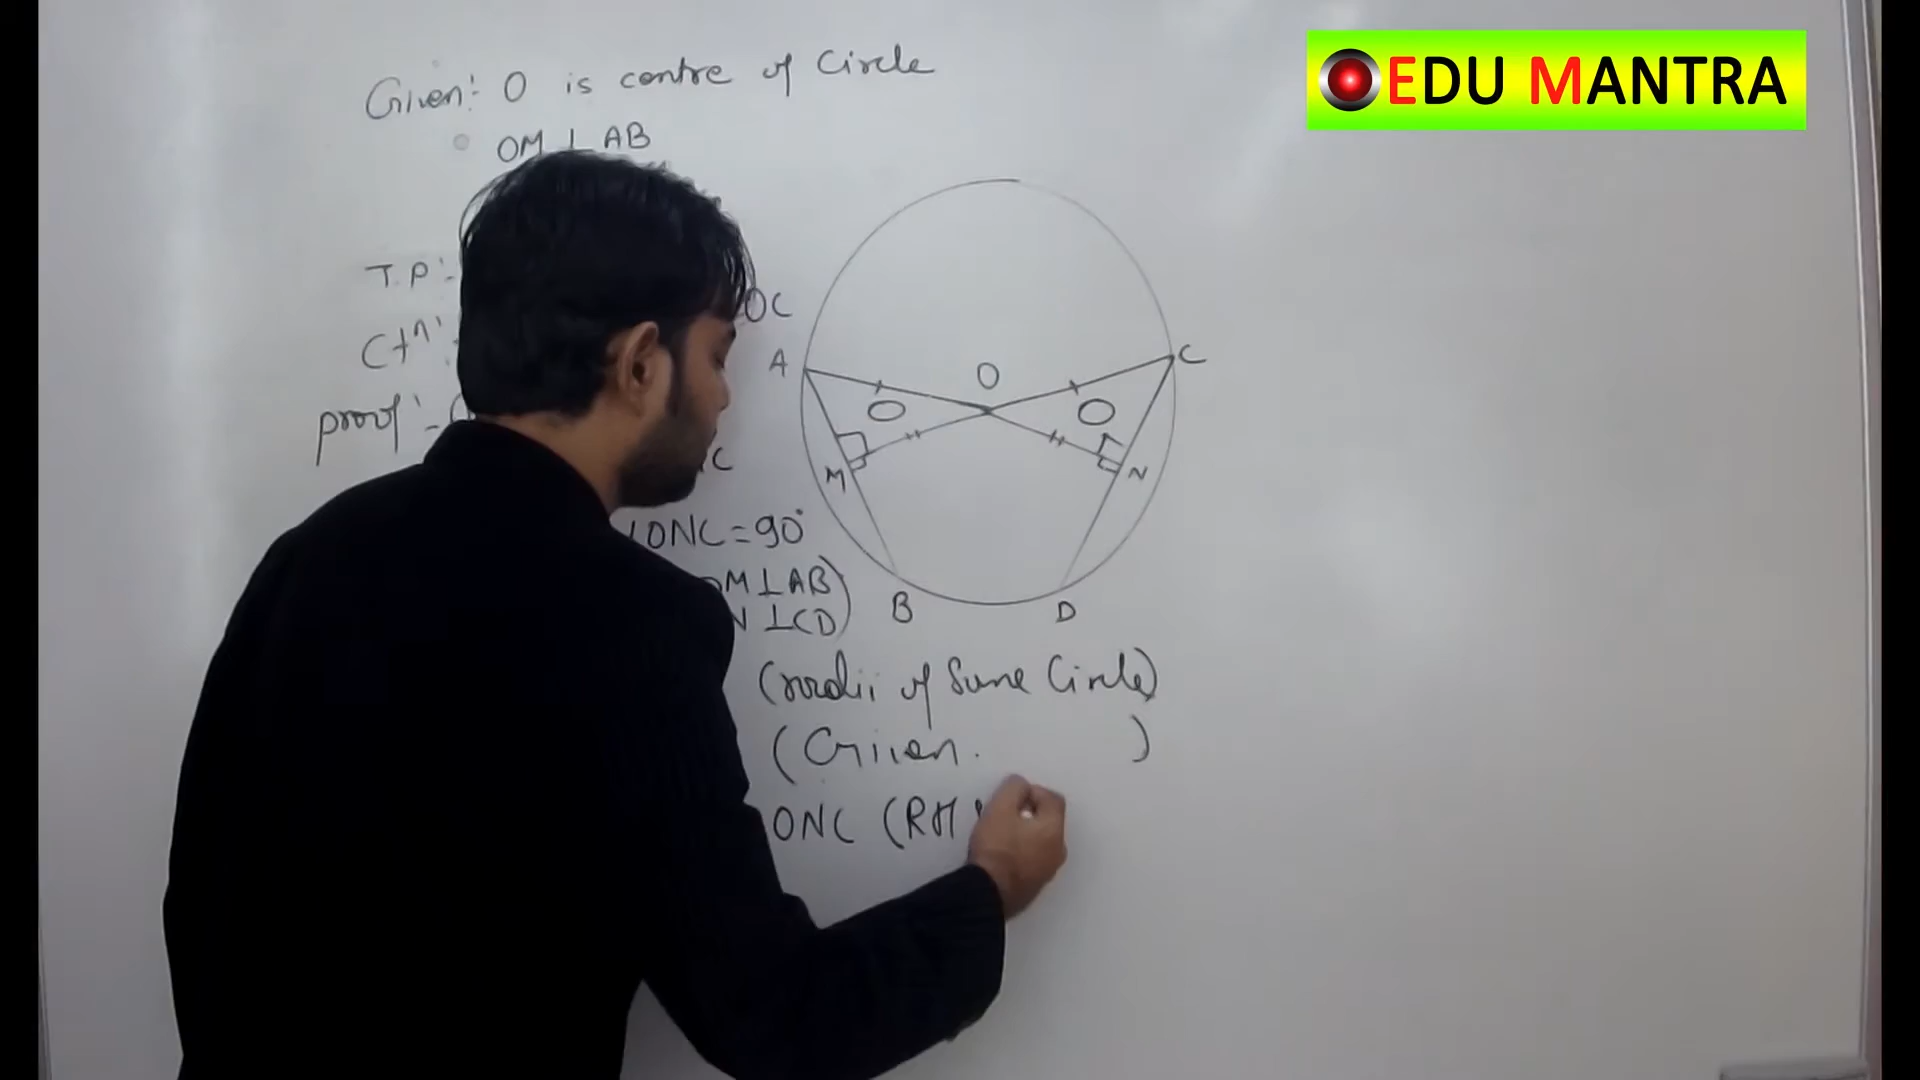 EDU MANTRA
Given:- O is centre of Circle
OM ⊥ AB
T.P:-
OC
Ctⁿ:
A
O
C
proof:-
M
N
C
∠ONC = 90°
OM ⊥ AB)
N ⊥ CD)
B
D
(radii of Same Circle)
(Given. )
ONC (RH